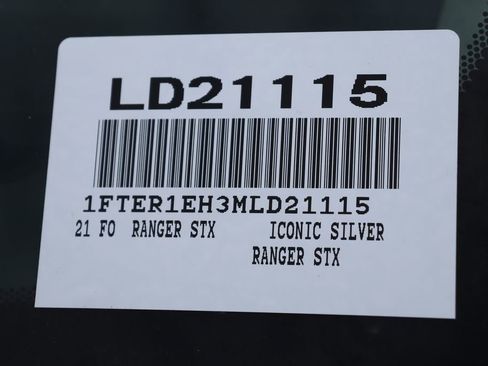 LD21115
1FTER1EH3MLD21115
21 FO RANGER STX ICONIC SILVER
RANGER STX